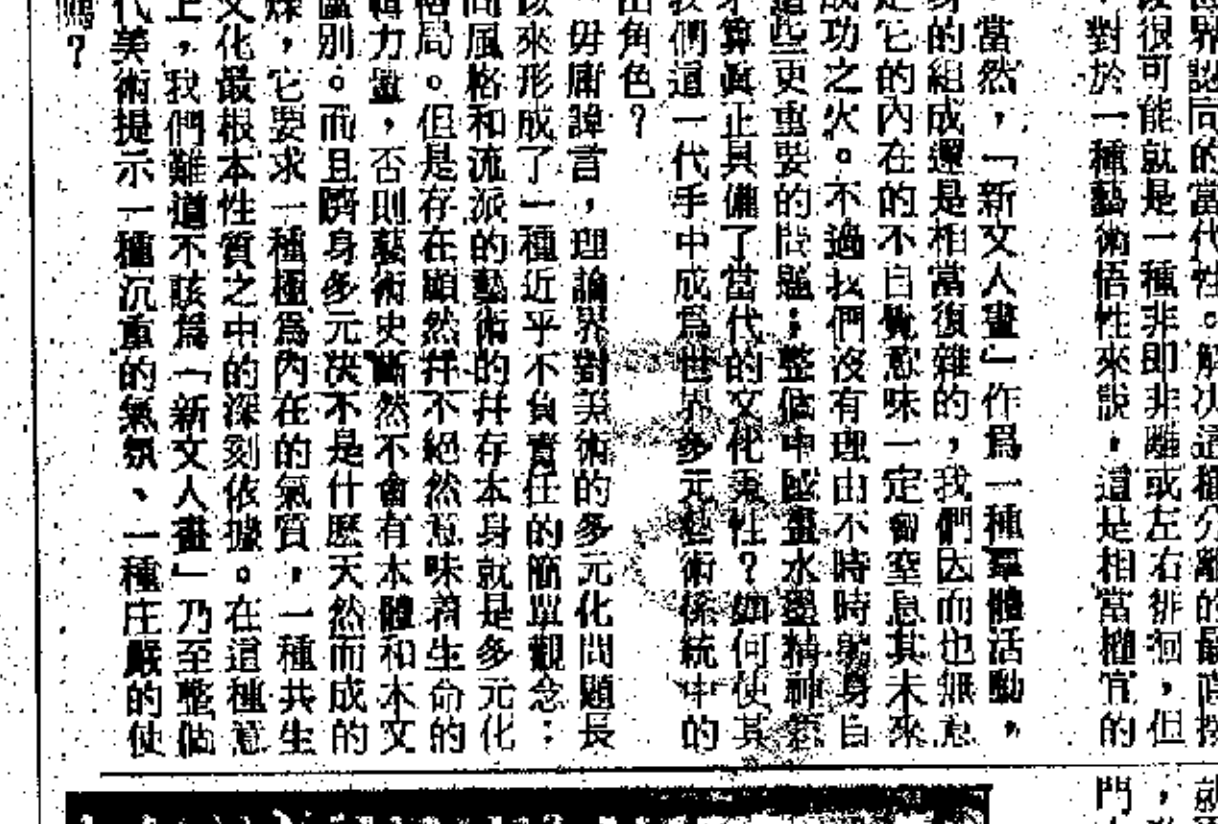 世界認同的當代性。解决這種分離的最直接
度很可能就是一種非即非離或左右徘徊，但
，對於一種藝術悟性來説，這是相當權宜的
當然，「新文人畫」作爲一種羣體活動，
身的組成還是相當復雜的，我們因而也無意
定它的內在的不自覺意味一定會窒息其未來
成功之火。不過我們沒有理由不時時躬身自
這些更重要的問題；整個中國畫水墨精神
才算眞正具備了當代的文化秉性？如何使其
我們這一代手中成爲世界多元藝術係統中的
出角色？
毋庸諱言，理論界對美術的多元化問題長
以來形成了一種近乎不負責任的簡單觀念：
同風格和流派的藝術的幷存本身就是多元化
格局。但是存在顯然幷不絕然意味着生命的
輯力量，否則藝術史斷然不會有本體和本文
區別。而且躋身多元决不是什麽天然而成的
，它要求一種極爲內在的氣質，一種共生
文化最根本性質之中的深刻依據。在這種意
上，我們難道不該爲「新文人畫」乃至整個
代美術提示一種沉重的氣氛、一種庄嚴的使
嗎？